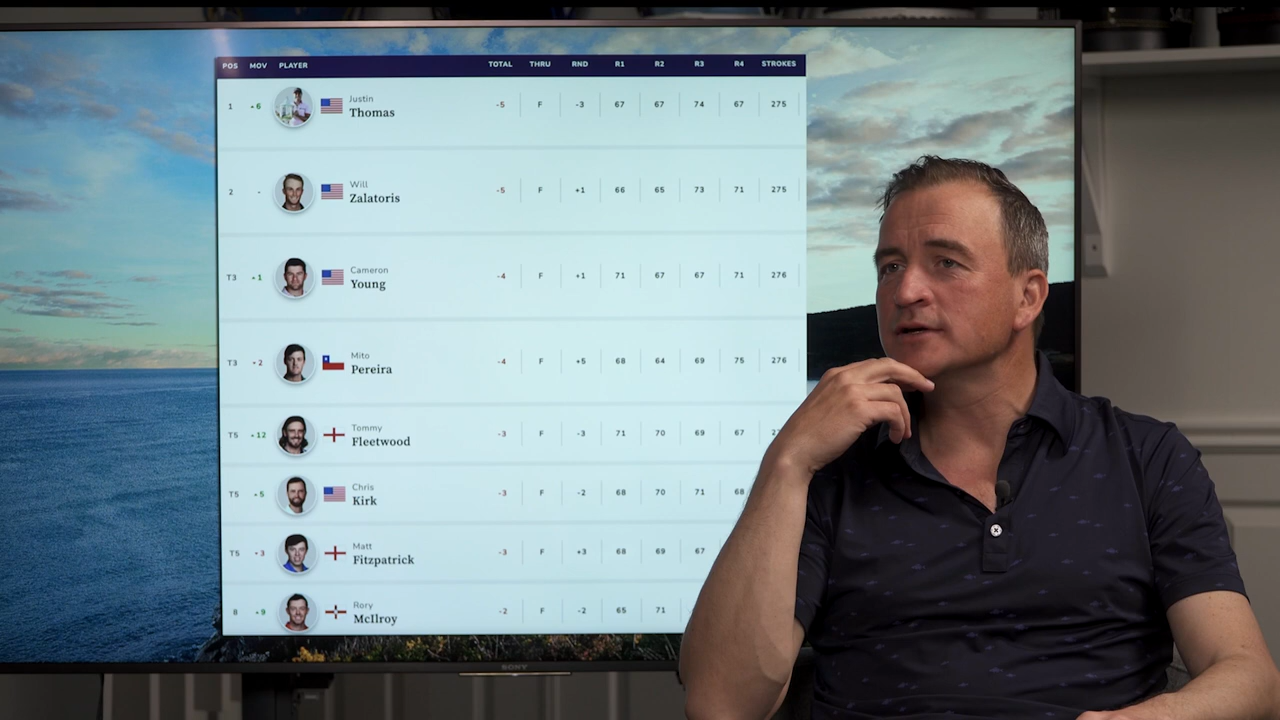 POS MOV PLAYER TOTAL THRU RND R1 R2 R3 R4 STROKES
1 6 Justin Thomas -5 F -3 67 67 74 67 275
2 - Will Zalatoris -5 F +1 66 65 73 71 275
T3 1 Cameron Young -4 F +1 71 67 67 71 276
T3 2 Mito Pereira -4 F +5 68 64 69 75 276
T5 12 Tommy Fleetwood -3 F -3 71 70 69 67
T5 5 Chris Kirk -3 F -2 68 70 71 68
T5 3 Matt Fitzpatrick -3 F +3 68 69 67
8 9 Rory McIlroy -2 F -2 65 71
SONY